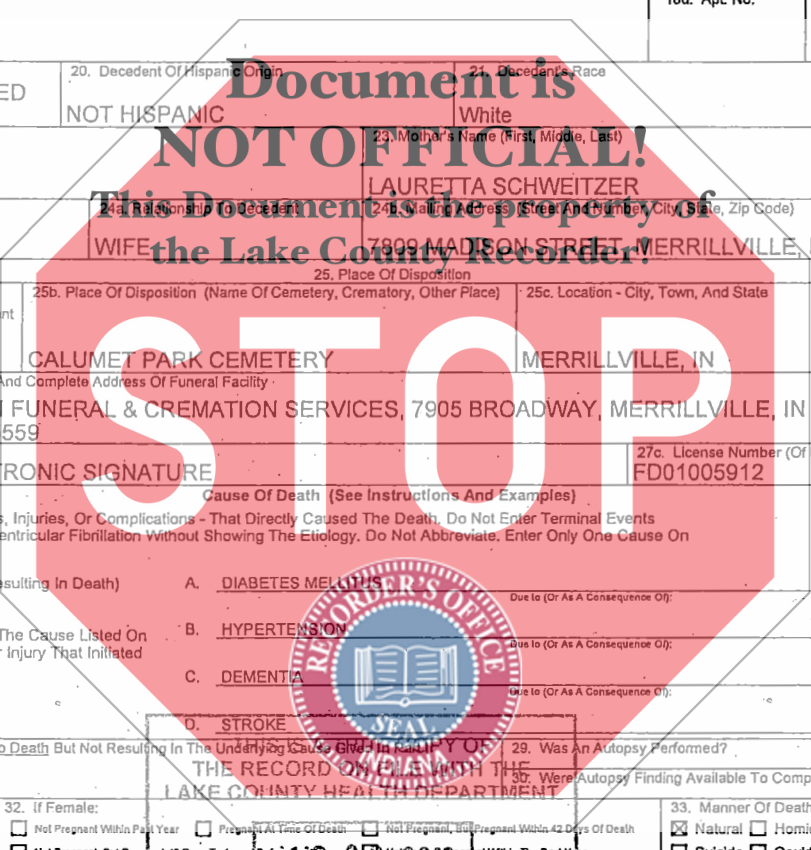 18d. Apt. No.
20. Decedent Of Hispanic Origin
21. Decedent's Race
ED
NOT HISPANIC
White
Document is
NOT OFFICIAL!
This Document is the property of
the Lake County Recorder!
23. Mother's Name (First, Middle, Last)
LAURETTA SCHWEITZER
24a. Relationship To Decedent
24b. Mailing Address (Street And Number, City, State, Zip Code)
WIFE
7809 MADISON STREET, MERRILLVILLE,
25. Place Of Disposition
25b. Place Of Disposition (Name Of Cemetery, Crematory, Other Place)
25c. Location - City, Town, And State
nt
CALUMET PARK CEMETERY
MERRILLVILLE, IN
And Complete Address Of Funeral Facility
FUNERAL & CREMATION SERVICES, 7905 BROADWAY, MERRILLVILLE, IN
559
STOP
27c. License Number (Of
TRONIC SIGNATURE
FD01005912
Cause Of Death (See Instructions And Examples)
s, Injuries, Or Complications - That Directly Caused The Death. Do Not Enter Terminal Events
entricular Fibrillation Without Showing The Etiology. Do Not Abbreviate. Enter Only One Cause On
esulting In Death)
A. DIABETES MELLITUS
Due to (Or As A Consequence Of):
The Cause Listed On
B. HYPERTENSION
Due to (Or As A Consequence Of):
r Injury That Initiated
C. DEMENTIA
Due to (Or As A Consequence Of):
D. STROKE
RECORDER'S OFFICE
SEAL
INDIANA
o Death But Not Resulting In The Underlying Cause Given In
29. Was An Autopsy Performed?
THE RECORD ON FILE WITH THE
30. Were Autopsy Finding Available To Comp
LAKE COUNTY HEALTH DEPARTMENT
32. If Female:
33. Manner Of Death
Not Pregnant Within Past Year
Pregnant At Time Of Death
Not Pregnant, But Pregnant Within 42 Days Of Death
Natural
Homi